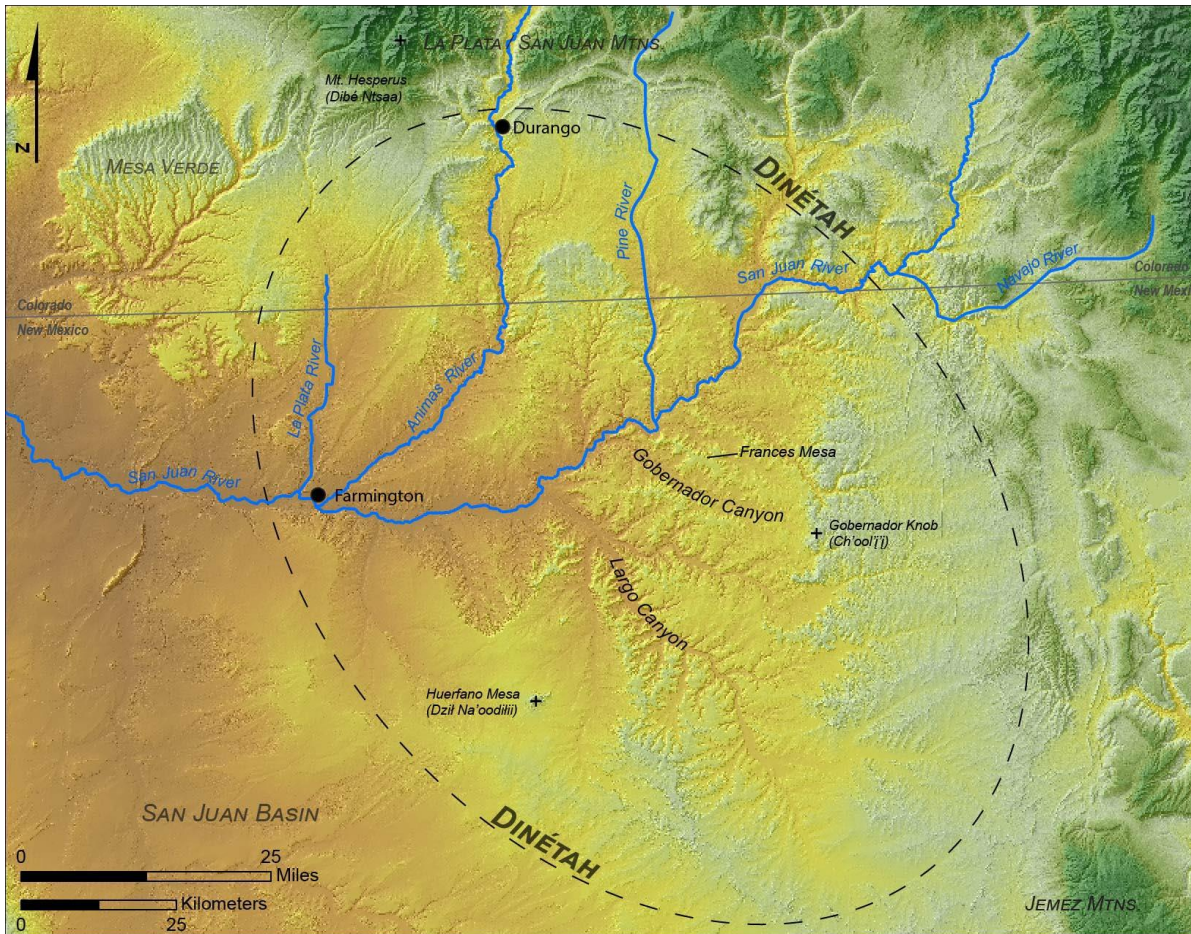 LA PLATA / SAN JUAN MTNS.
Mt. Hesperus
(Dibé Ntsaa)
Z
Durango
MESA VERDE
DINÉTAH
Pine River
San Juan River
Navajo River
Colorado
New Mexico
Colorado
New Mexi
La Plata River
Animas River
San Juan River
Farmington
Frances Mesa
Gobernador Canyon
Gobernador Knob
(Ch'ool'į́'į́)
Largo Canyon
Huerfano Mesa
(Dził Na'oodiłii)
SAN JUAN BASIN
DINÉTAH
0 25
Miles
Kilometers
0 25
JEMEZ MTNS.